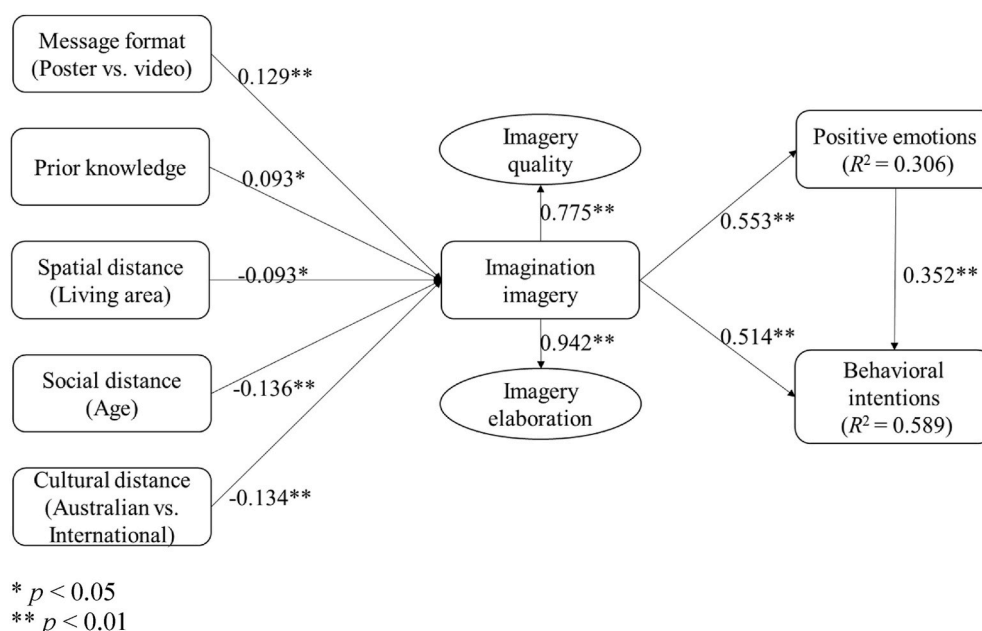 Message format
(Poster vs. video)
0.129**
Prior knowledge
0.093*
Spatial distance
(Living area)
-0.093*
Social distance
(Age)
-0.136**
Cultural distance
(Australian vs.
International)
-0.134**
Imagery
quality
0.775**
Imagination
imagery
0.942**
Imagery
elaboration
0.553**
0.514**
Positive emotions
(R² = 0.306)
0.352**
Behavioral
intentions
(R² = 0.589)
* p < 0.05
** p < 0.01